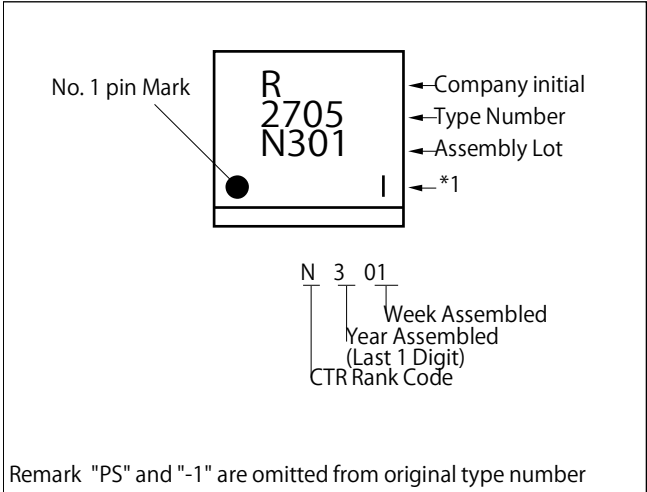 No. 1 pin Mark
R
2705
N301
Company initial
Type Number
Assembly Lot
*1
|
N 3 01
Week Assembled
Year Assembled
(Last 1 Digit)
CTR Rank Code
Remark "PS" and "-1" are omitted from original type number